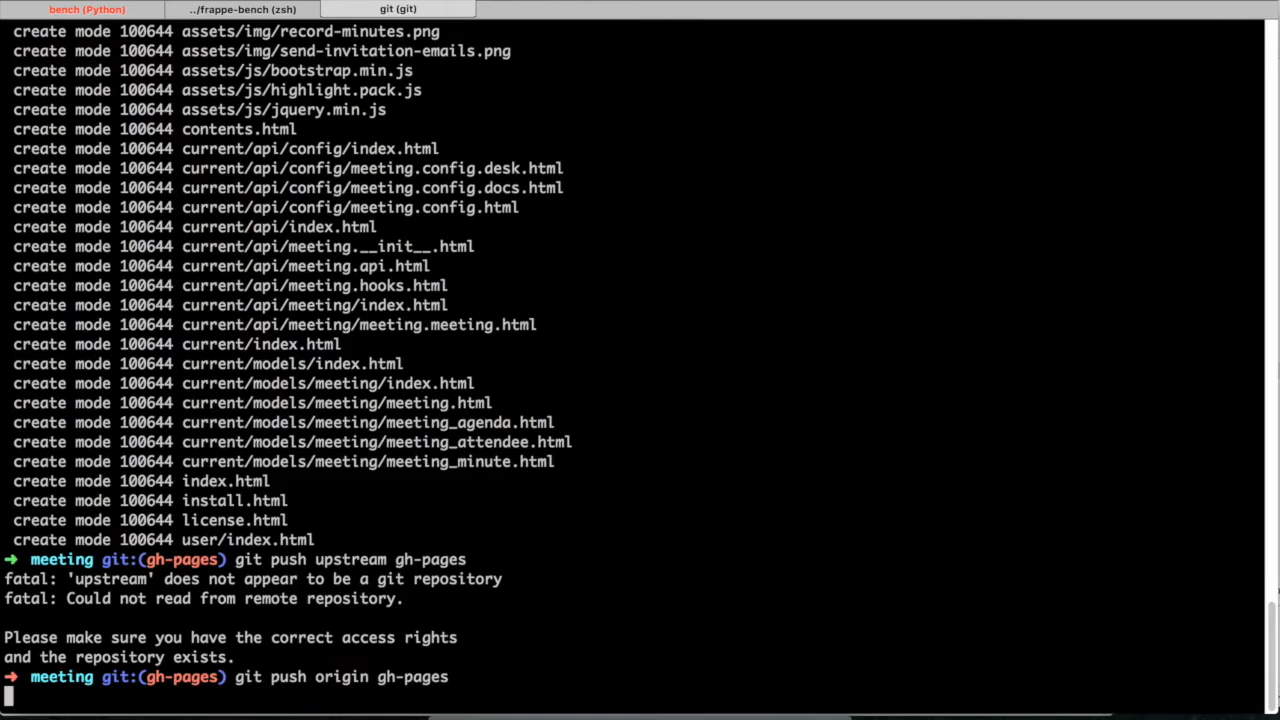 bench (Python) ../frappe-bench (zsh) git (git)
create mode 100644 assets/img/record-minutes.png
create mode 100644 assets/img/send-invitation-emails.png
create mode 100644 assets/js/bootstrap.min.js
create mode 100644 assets/js/highlight.pack.js
create mode 100644 assets/js/jquery.min.js
create mode 100644 contents.html
create mode 100644 current/api/config/index.html
create mode 100644 current/api/config/meeting.config.desk.html
create mode 100644 current/api/config/meeting.config.docs.html
create mode 100644 current/api/config/meeting.config.html
create mode 100644 current/api/index.html
create mode 100644 current/api/meeting.__init__.html
create mode 100644 current/api/meeting.api.html
create mode 100644 current/api/meeting.hooks.html
create mode 100644 current/api/meeting/index.html
create mode 100644 current/api/meeting/meeting.meeting.html
create mode 100644 current/index.html
create mode 100644 current/models/index.html
create mode 100644 current/models/meeting/index.html
create mode 100644 current/models/meeting/meeting.html
create mode 100644 current/models/meeting/meeting_agenda.html
create mode 100644 current/models/meeting/meeting_attendee.html
create mode 100644 current/models/meeting/meeting_minute.html
create mode 100644 index.html
create mode 100644 install.html
create mode 100644 license.html
create mode 100644 user/index.html
➜ meeting git:(gh-pages) git push upstream gh-pages
fatal: 'upstream' does not appear to be a git repository
fatal: Could not read from remote repository.
Please make sure you have the correct access rights
and the repository exists.
➜ meeting git:(gh-pages) git push origin gh-pages